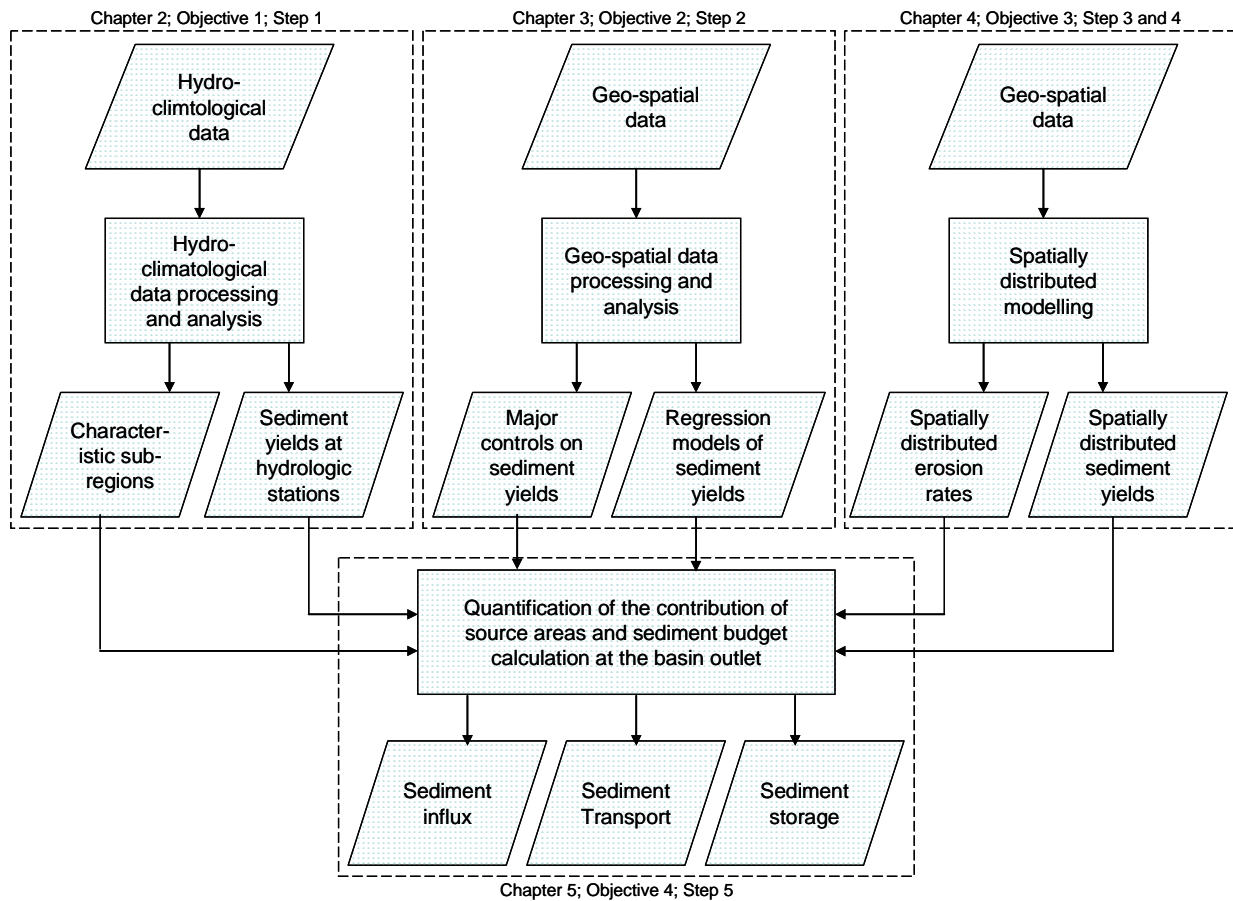 Chapter 2; Objective 1; Step 1
Chapter 3; Objective 2; Step 2
Chapter 4; Objective 3; Step 3 and 4
Hydro-
climtological
data
Geo-spatial
data
Geo-spatial
data
Hydro-
climatological
data processing
and analysis
Geo-spatial data
processing and
analysis
Spatially
distributed
modelling
Character-
istic sub-
regions
Sediment
yields at
hydrologic
stations
Major
controls on
sediment
yields
Regression
models of
sediment
yields
Spatially
distributed
erosion
rates
Spatially
distributed
sediment
yields
Quantification of the contribution of
source areas and sediment budget
calculation at the basin outlet
Sediment
influx
Sediment
Transport
Sediment
storage
Chapter 5; Objective 4; Step 5